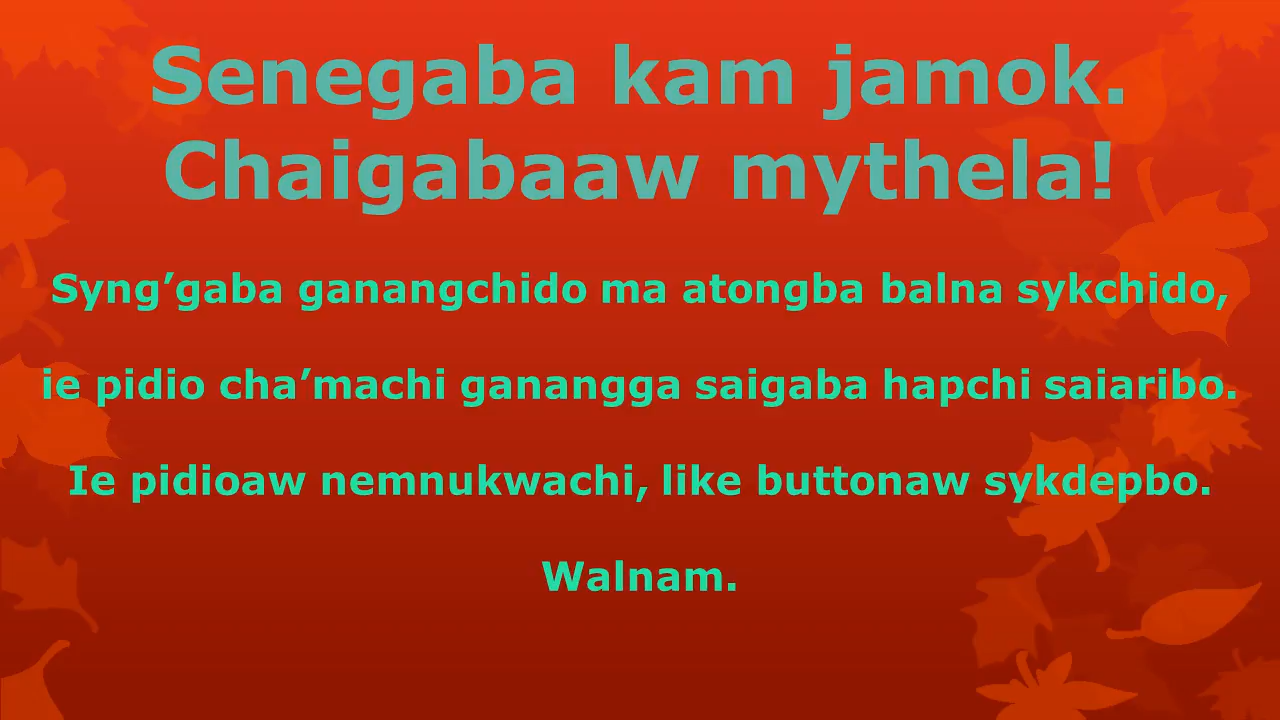 Senegaba kam jamok.
Chaigabaaw mythela!
Syng’gaba ganangchido ma atongba balna sykchido,
ie pidio cha’machi ganangga saigaba hapchi saiaribo.
Ie pidioaw nemnukwachi, like buttonaw sykdepbo.
Walnam.